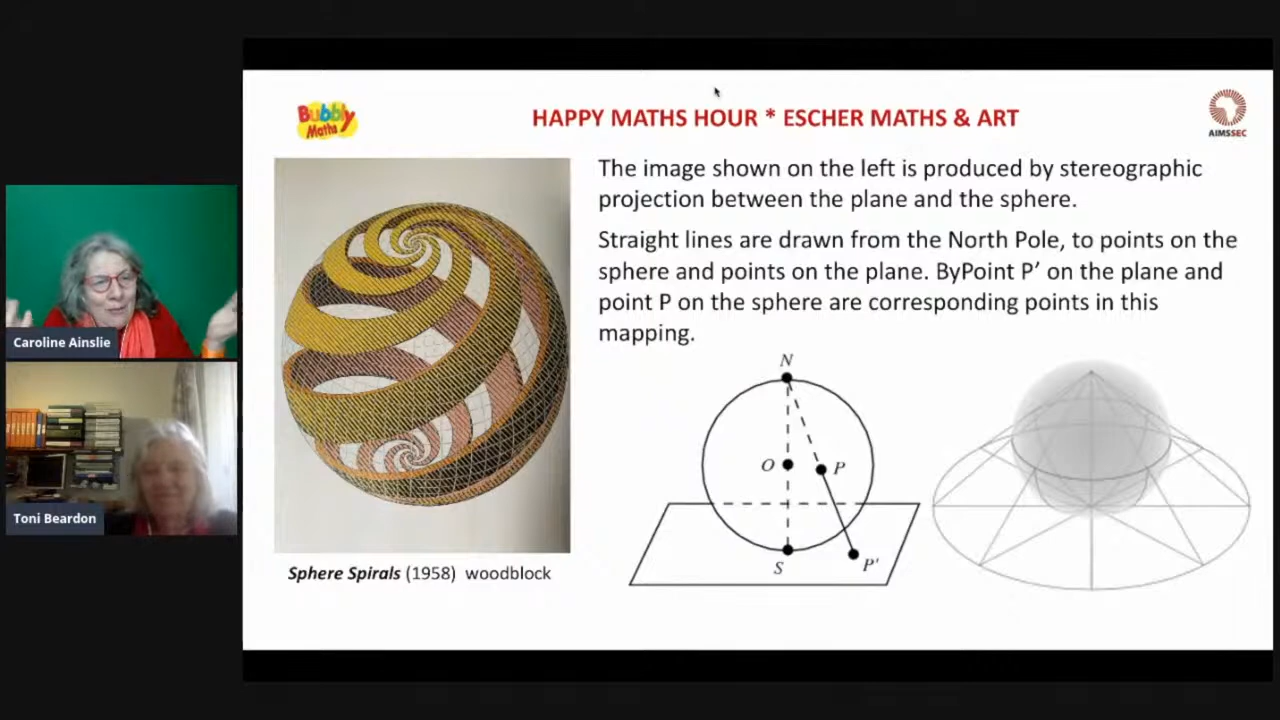 Bubbly
Maths
HAPPY MATHS HOUR * ESCHER MATHS & ART
AIMSSEC
The image shown on the left is produced by stereographic
projection between the plane and the sphere.
Straight lines are drawn from the North Pole, to points on the
sphere and points on the plane. ByPoint P′ on the plane and
point P on the sphere are corresponding points in this
mapping.
N
O
P
S
P'
Sphere Spirals (1958) woodblock
Caroline Ainslie
Toni Beardon